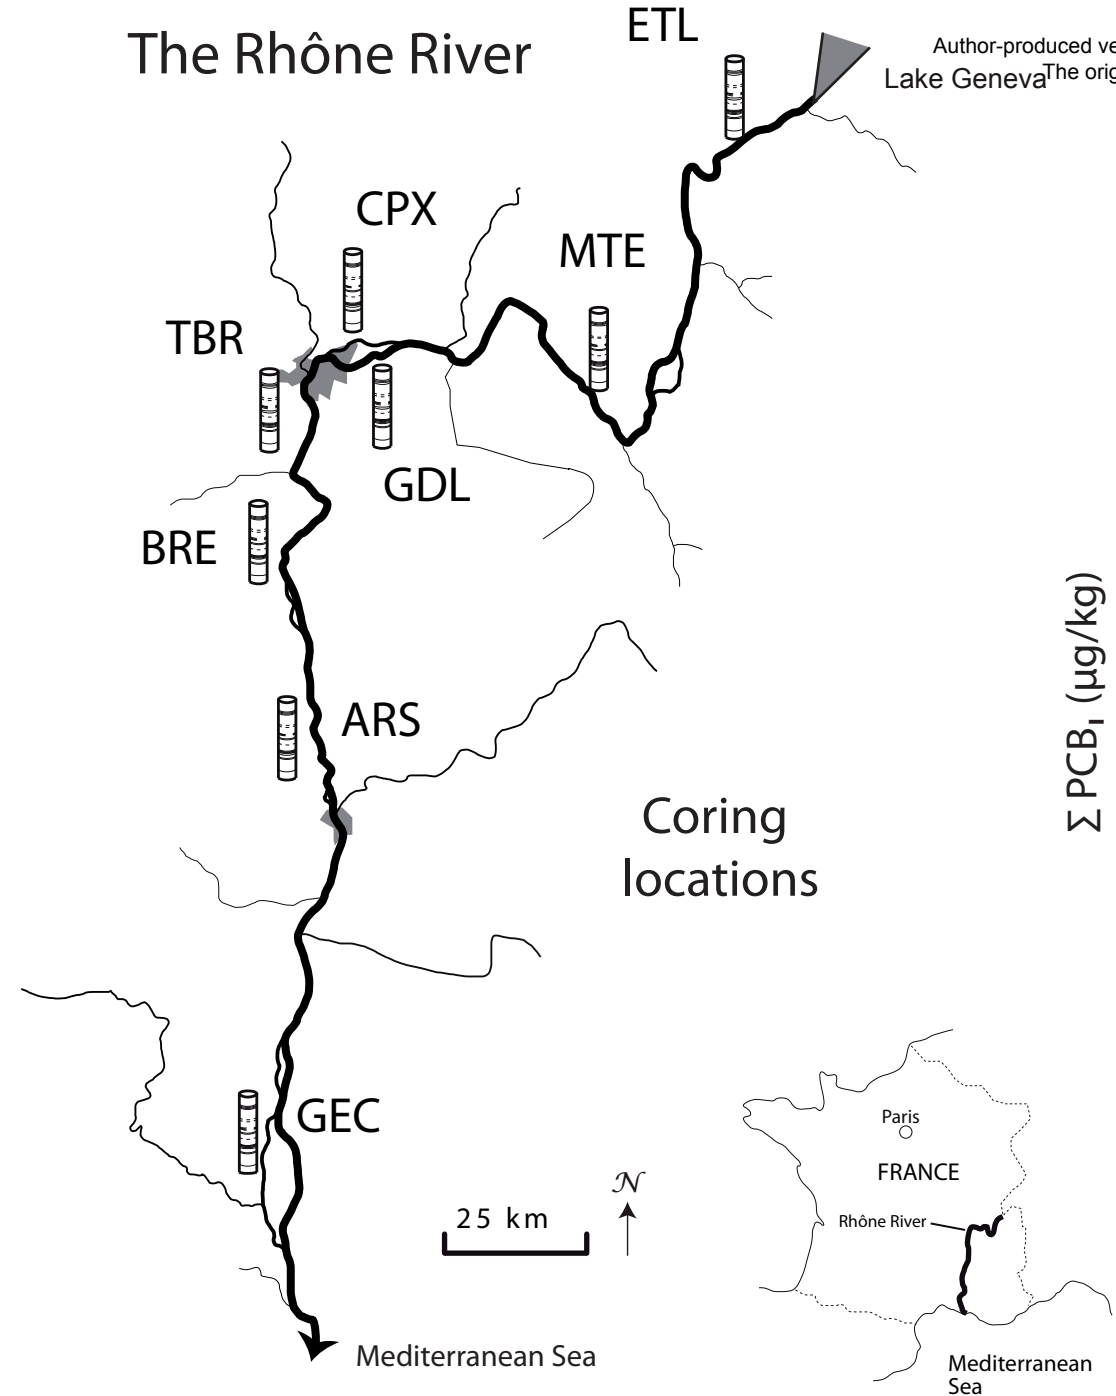 ETL
The Rhône River
Author-produced ve
The orig
Lake Geneva
CPX
MTE
TBR
GDL
BRE
Σ PCBI (µg/kg)
ARS
Coring
locations
Paris
GEC
FRANCE
N
25 km
Rhône River
Mediterranean Sea
Mediterranean
Sea